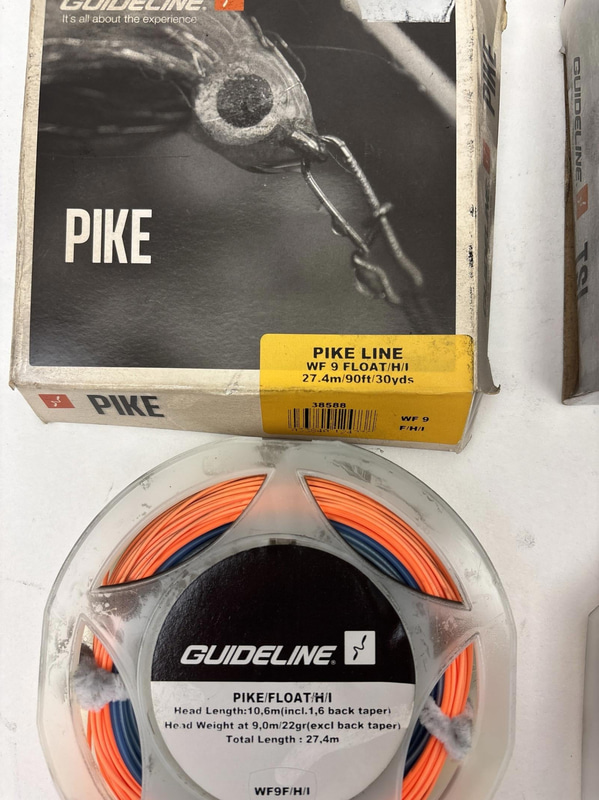 GUIDELINE®
It's all about the experience
PIKE
PIKE LINE
WF 9 FLOAT/H/I
27.4m/90ft/30yds
38588
WF 9
F/H/I
PIKE
PIKE
GUIDELINE
TSL
GUIDELINE®
PIKE/FLOAT/H/I
Head Length:10,6m(incl.1,6 back taper)
Head Weight at 9,0m/22gr(excl back taper)
Total Length : 27,4m
WF9F/H/I